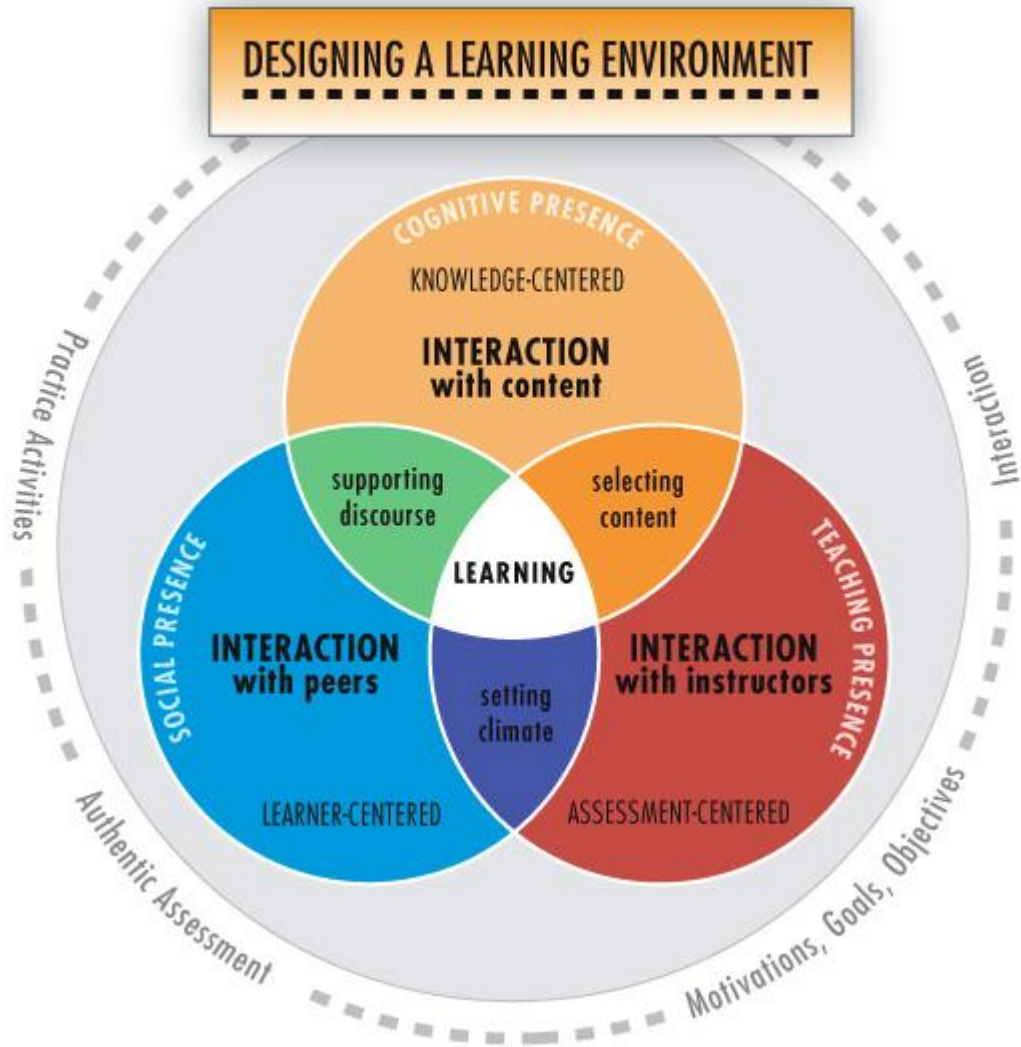 DESIGNING A LEARNING ENVIRONMENT
COGNITIVE PRESENCE
KNOWLEDGE-CENTERED
INTERACTION
with content
supporting
discourse
selecting
content
LEARNING
SOCIAL PRESENCE
INTERACTION
with peers
LEARNER-CENTERED
setting
climate
TEACHING PRESENCE
INTERACTION
with instructors
ASSESSMENT-CENTERED
Practice Activities
Interaction
Authentic Assessment
Motivations, Goals, Objectives